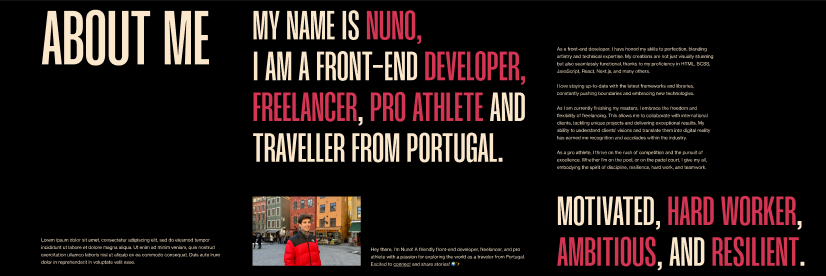 ABOUT ME
Lorem ipsum dolor sit amet, consectetur adipiscing elit, sed do eiusmod tempor
incididunt ut labore et dolore magna aliqua. Ut enim ad minim veniam, quis nostrud
exercitation ullamco laboris nisi ut aliquip ex ea commodo consequat. Duis aute irure
dolor in reprehenderit in voluptate velit esse.
MY NAME IS NUNO,
I AM A FRONT-END DEVELOPER,
FREELANCER, PRO ATHLETE AND
TRAVELLER FROM PORTUGAL.
Hey there, I'm Nuno! A friendly front-end developer, freelancer, and pro
athlete with a passion for exploring the world as a traveler from Portugal.
Excited to connect and share stories! 🌍✨
As a front-end developer, I have honed my skills to perfection, blending
artistry and technical expertise. My creations are not just visually stunning
but also seamlessly functional, thanks to my proficiency in HTML, SCSS,
JavaScript, React, Next.js, and many others.
I love staying up-to-date with the latest frameworks and libraries,
constantly pushing boundaries and embracing new technologies.
As I am currently finishing my masters, I embrace the freedom and
flexibility of freelancing. This allows me to collaborate with international
clients, tackling unique projects and delivering exceptional results. My
ability to understand clients' visions and translate them into digital reality
has earned me recognition and accolades within the industry.
As a pro athlete, I thrive on the rush of competition and the pursuit of
excellence. Whether I'm on the pool, or on the padel court, I give my all,
embodying the spirit of discipline, resilience, hard work, and teamwork.
MOTIVATED, HARD WORKER,
AMBITIOUS, AND RESILIENT.